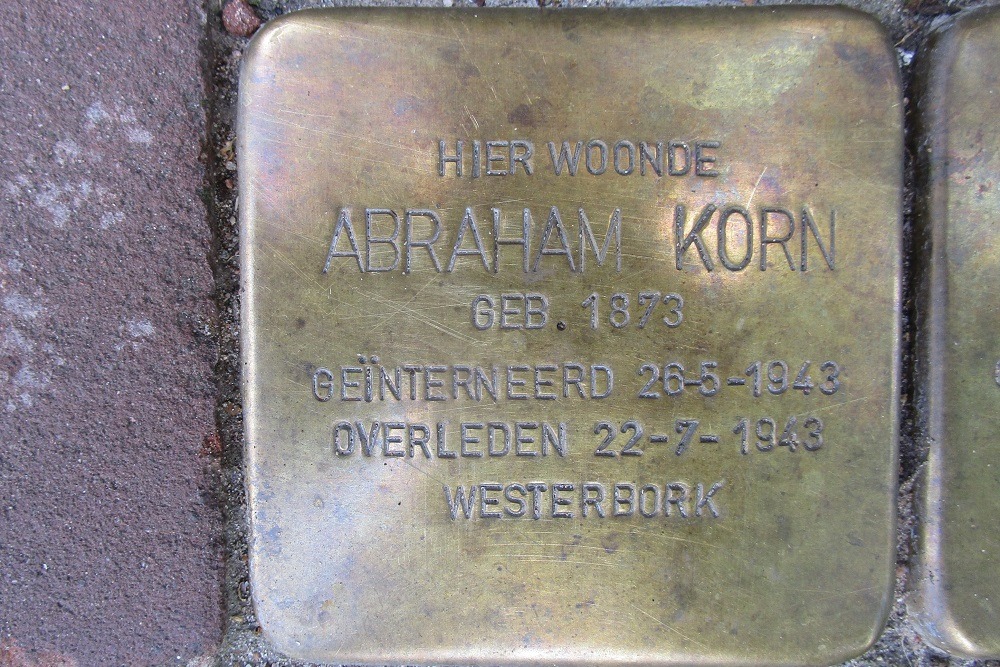 HIER WOONDE
ABRAHAM KORN
GEB. 1873
GEÏNTERNEERD 26-5-1943
OVERLEDEN 22-7-1943
WESTERBORK